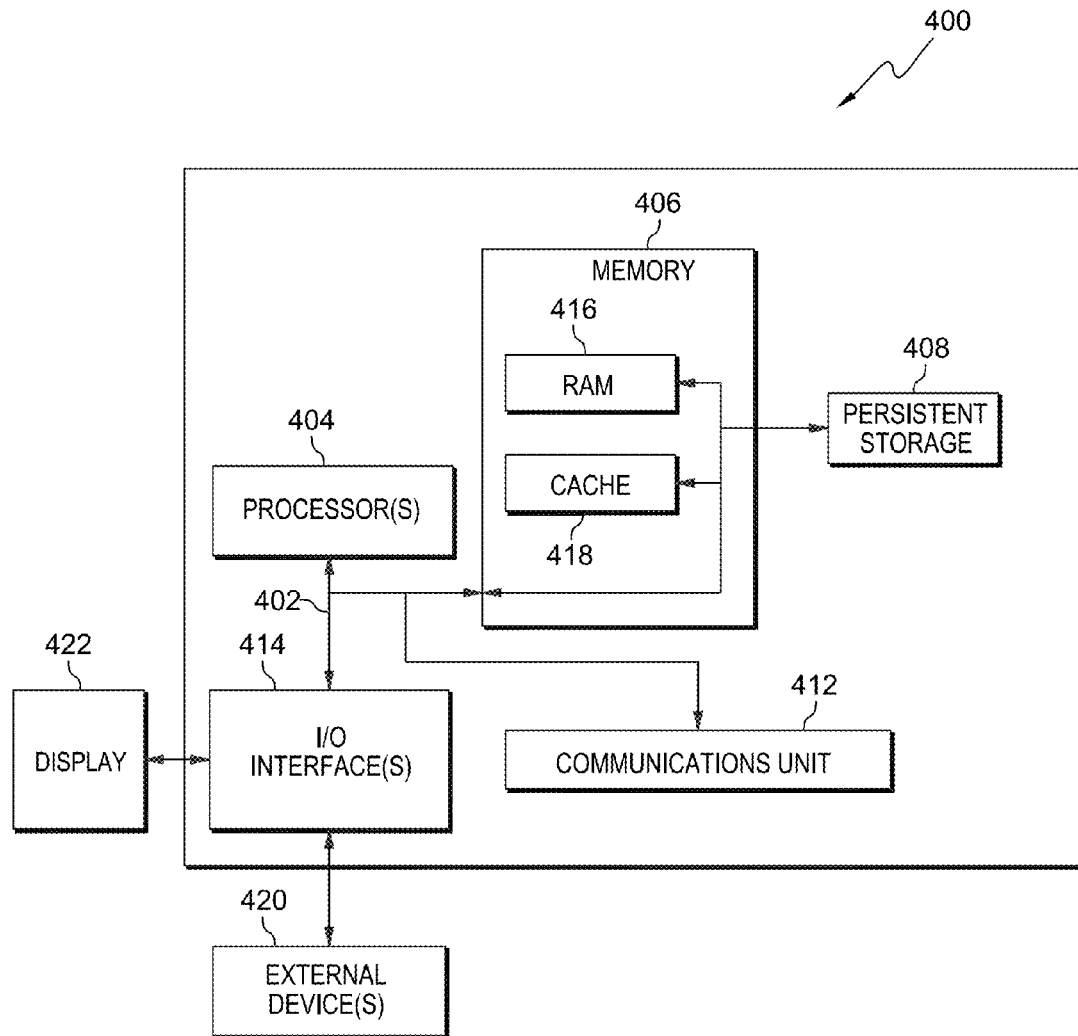 400
406
MEMORY
416
RAM
408
PERSISTENT
STORAGE
404
PROCESSOR(S)
CACHE
418
402
422
414
412
DISPLAY
I/O
INTERFACE(S)
COMMUNICATIONS UNIT
420
EXTERNAL
DEVICE(S)